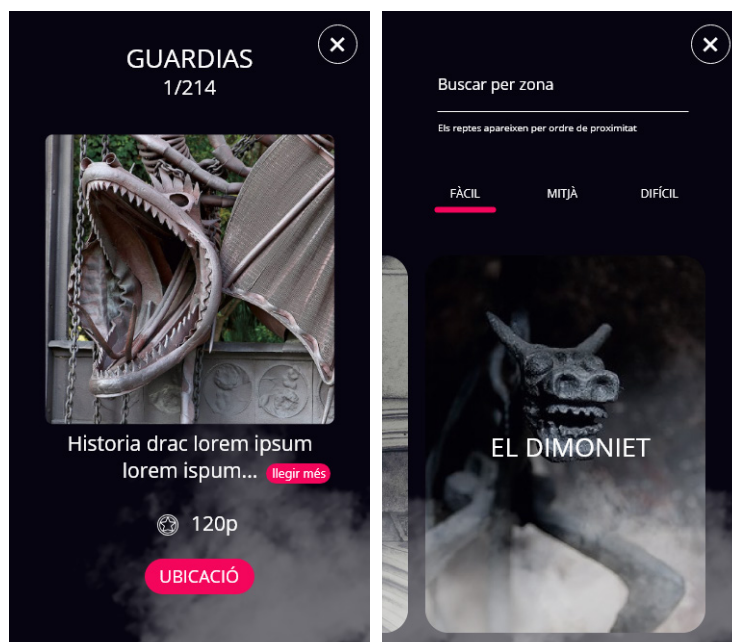 GUARDIAS
1/214
Historia drac lorem ipsum
lorem ispum... llegir més
120p
UBICACIÓ
Buscar per zona
Els reptes apareixen per ordre de proximitat
FÀCIL MITJÀ DIFÍCIL
EL DIMONIET